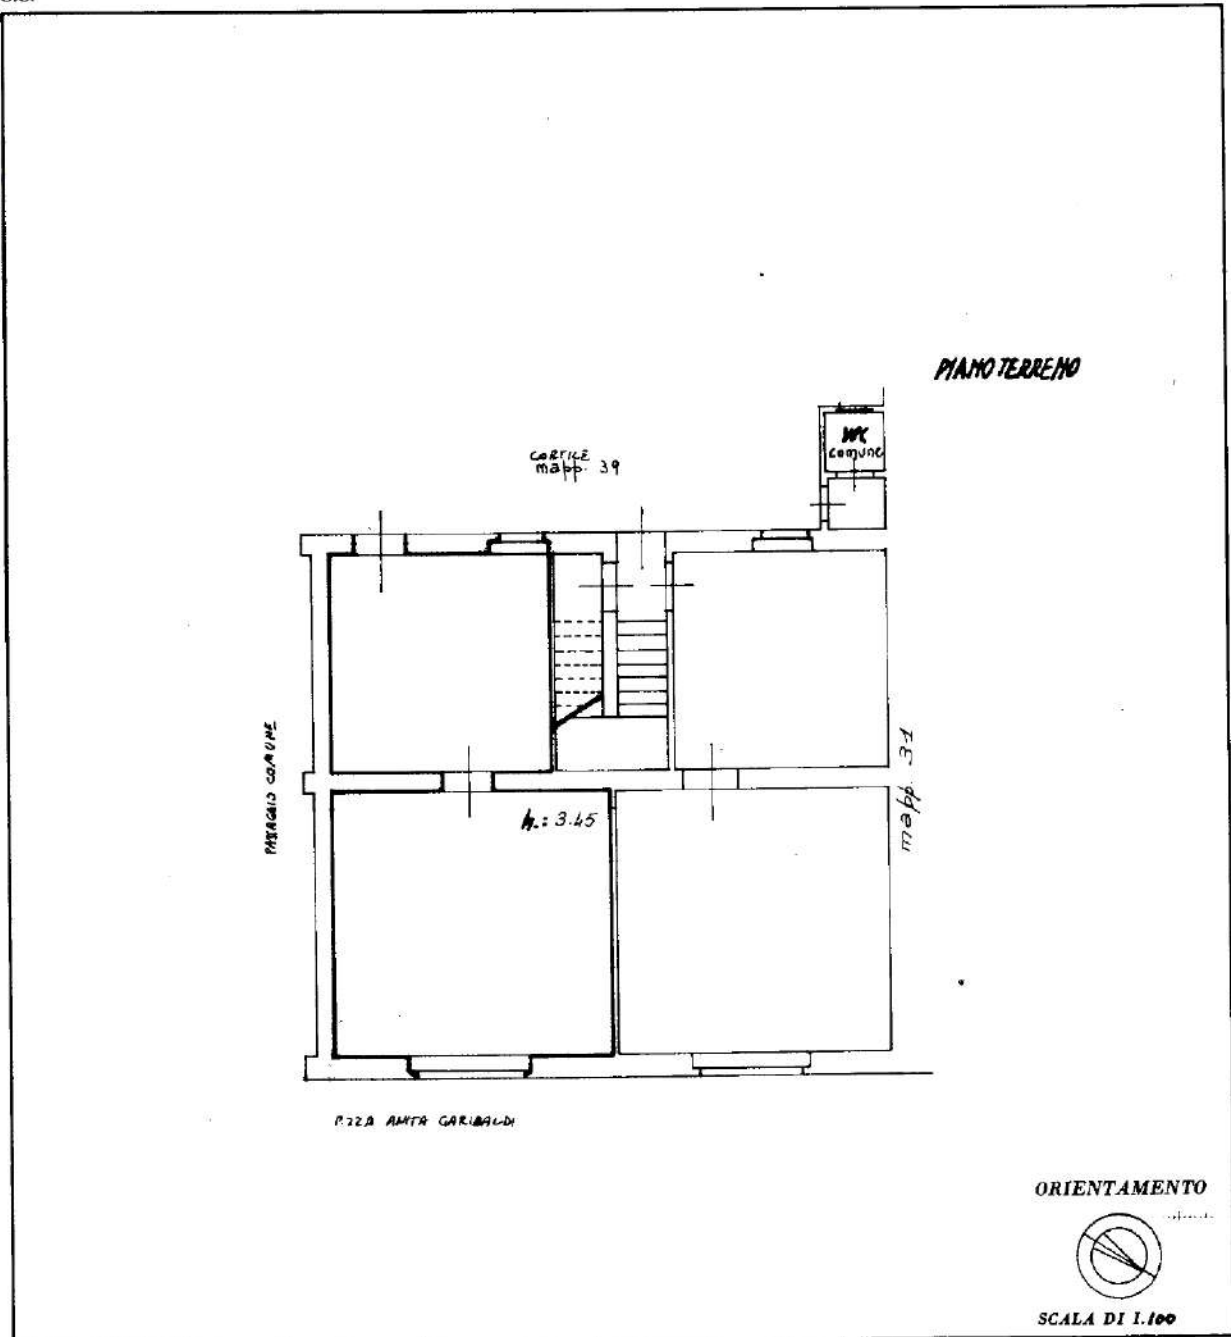 PIANO TERRENO
WC
comune
CORTILE
mapp. 39
PASSAGGIO COMUNE
mapp. 31
h.: 3.45
P.ZZA ANITA GARIBALDI
ORIENTAMENTO
SCALA DI 1.100